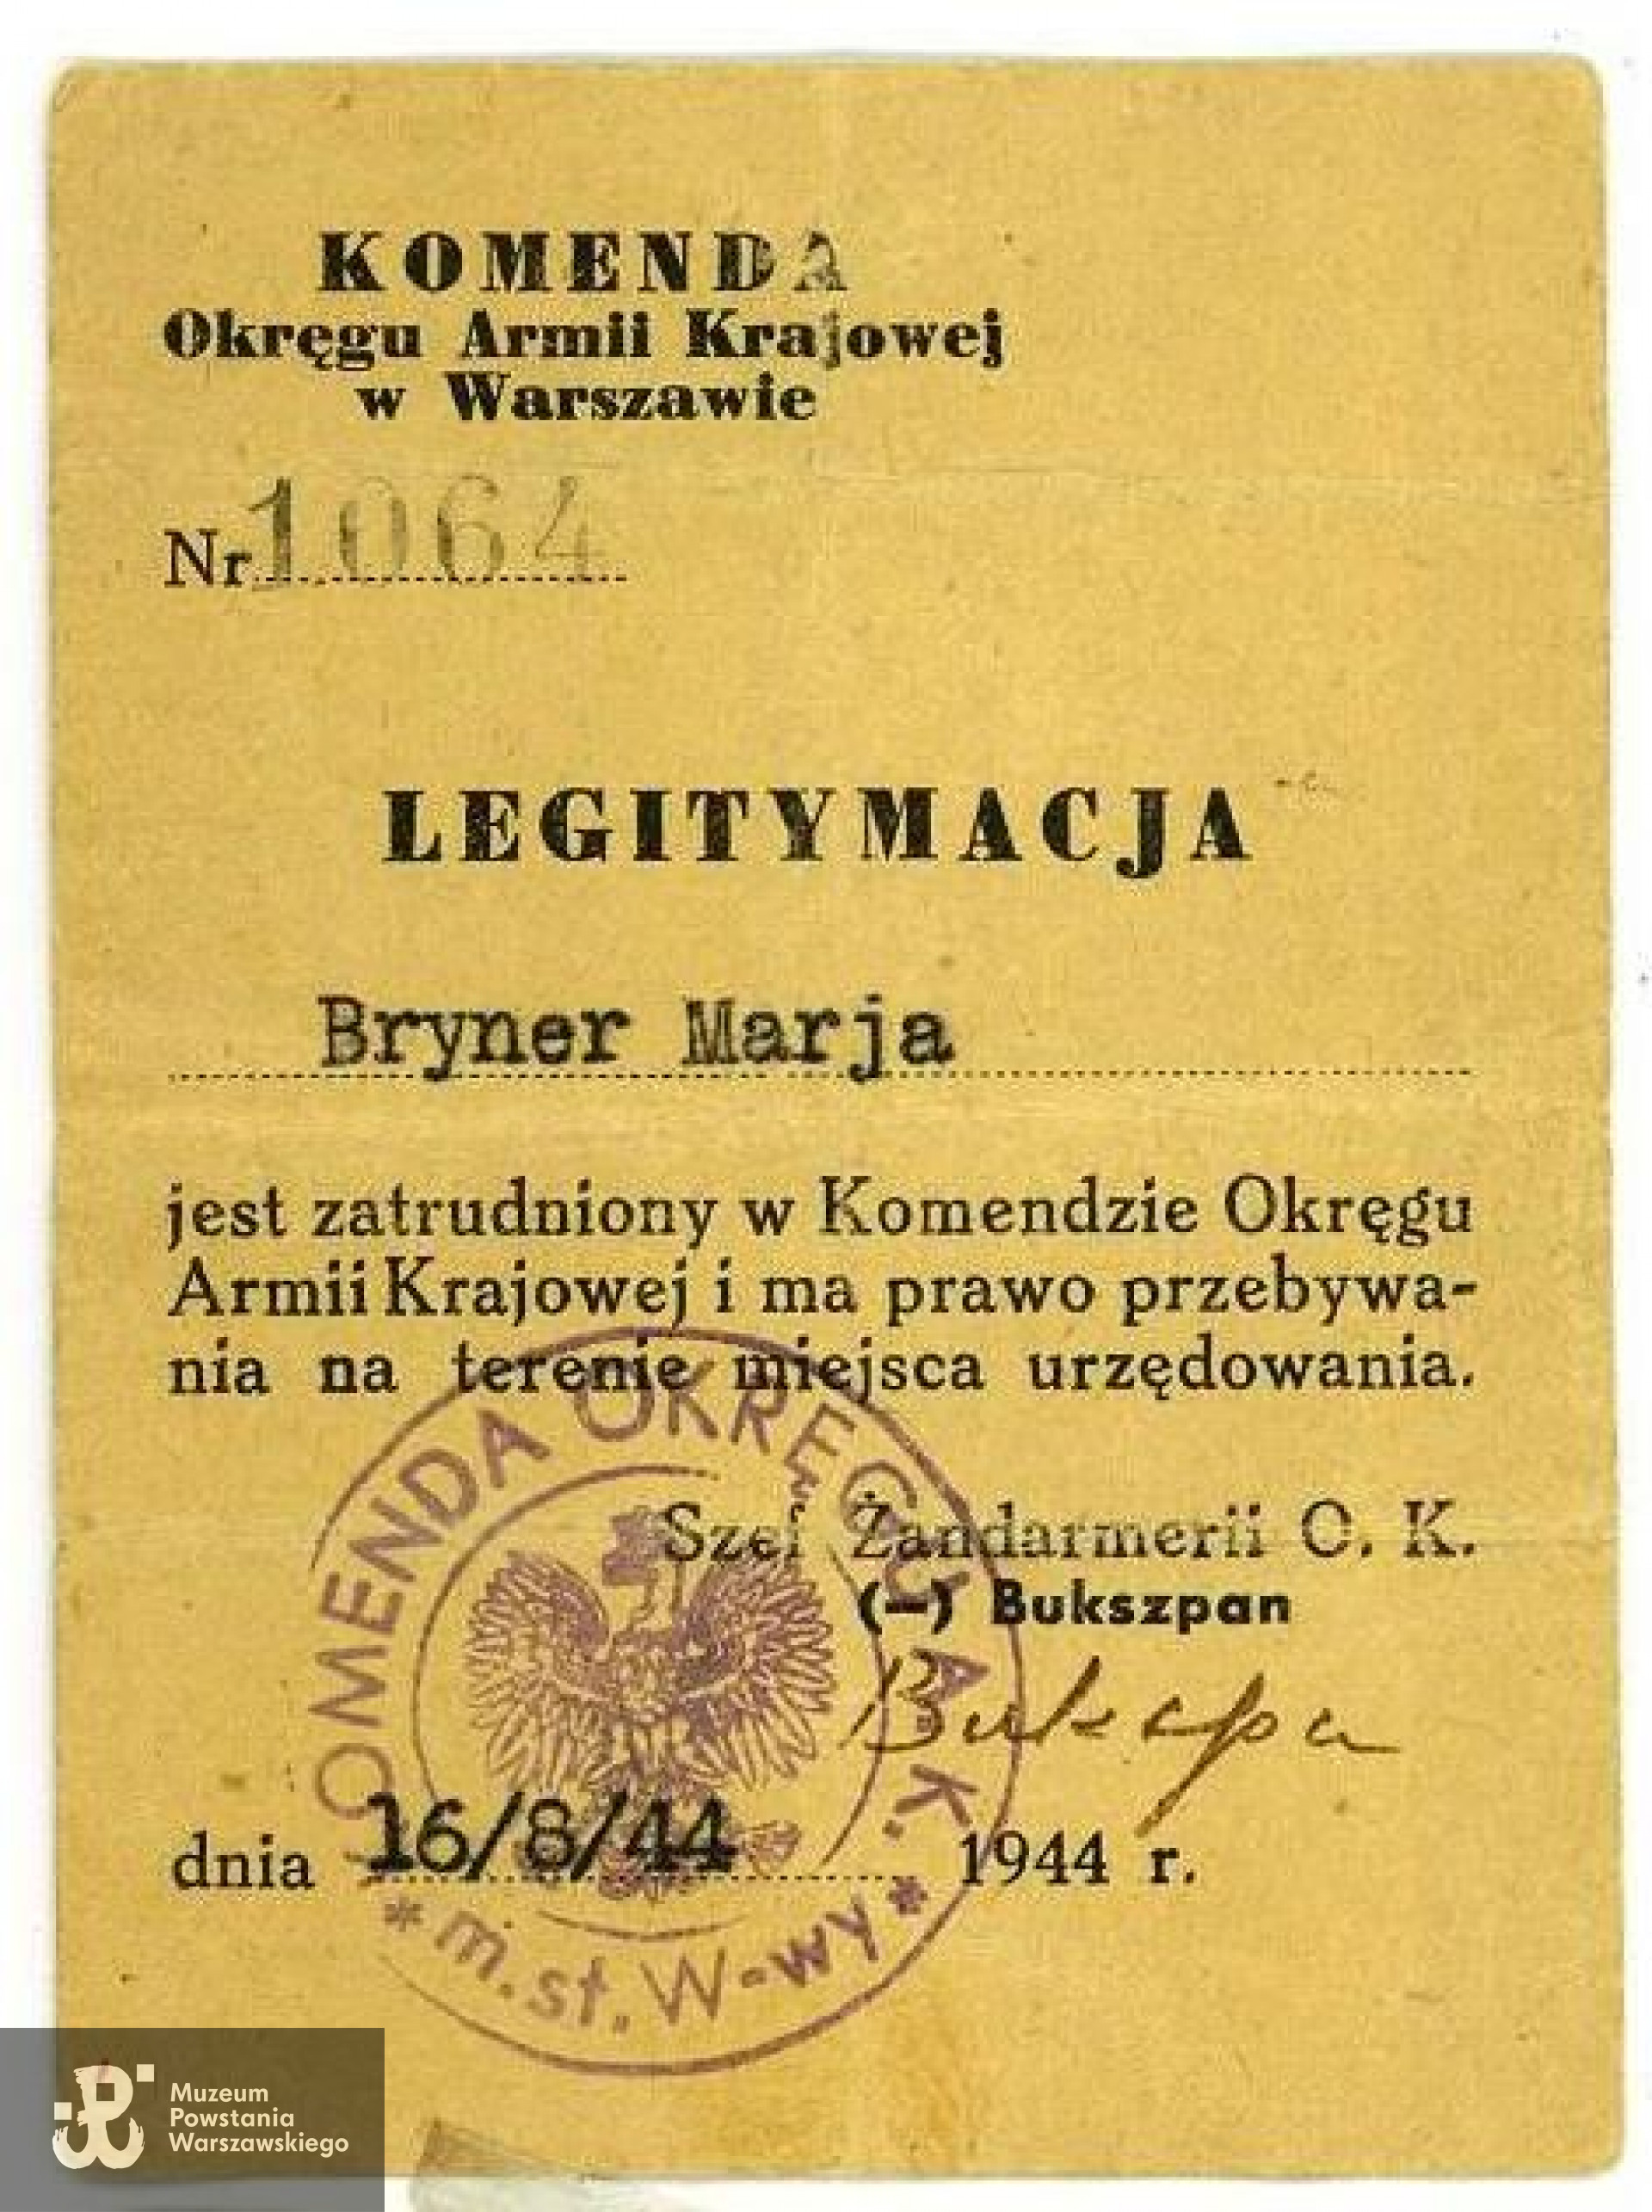 KOMENDA
Okręgu Armii Krajowej
w Warszawie
Nr 1064
LEGITYMACJA
Bryner Marja
jest zatrudniony w Komendzie Okręgu
Armii Krajowej i ma prawo przebywa-
nia na terenie miejsca urzędowania.
Szef Żandarmerii O. K.
(—) Bukszpan
Bukszpan
dnia 16/8/44 1944 r.
KOMENDA OKRĘGU A.K.
* m. st. W-wy *
Muzeum
Powstania
Warszawskiego